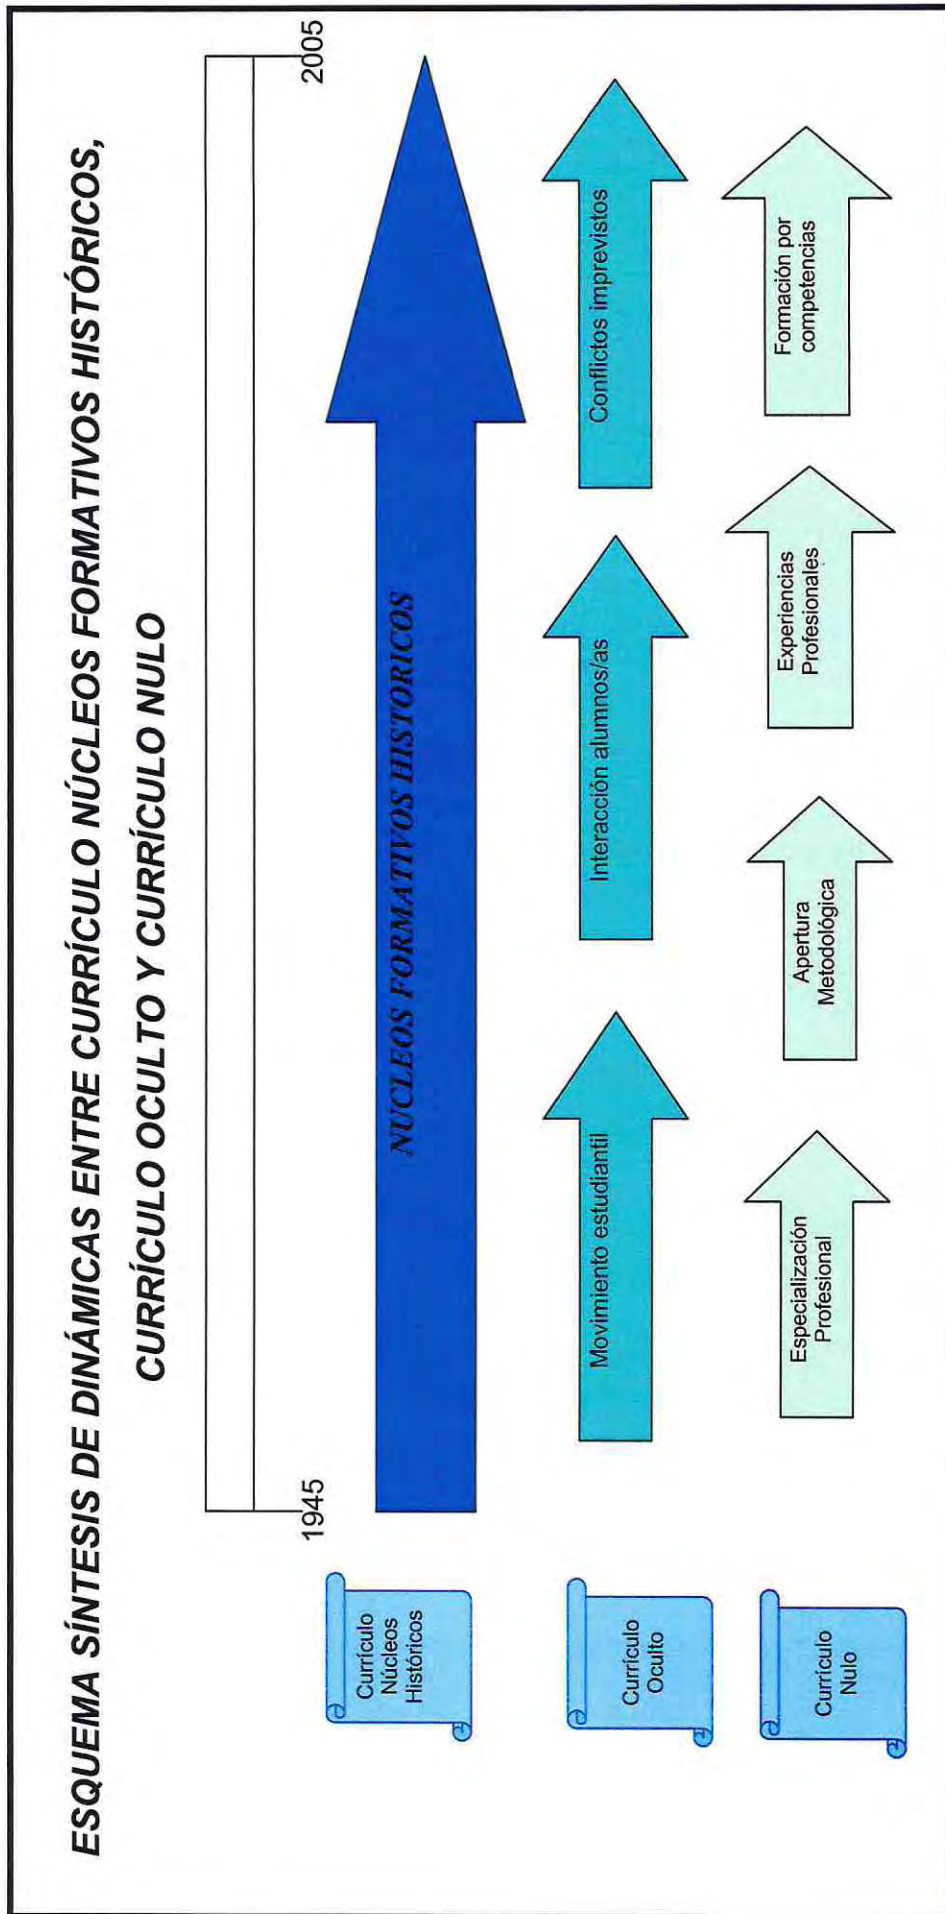 ESQUEMA SÍNTESIS DE DINÁMICAS ENTRE CURRÍCULO NÚCLEOS FORMATIVOS HISTÓRICOS,
CURRÍCULO OCULTO Y CURRÍCULO NULO
1945
2005
Currículo
Núcleos
Históricos
NUCLEOS FORMATIVOS HISTORICOS
Currículo
Oculto
Movimiento estudiantil
Interacción alumnos/as
Conflictos imprevistos
Currículo
Nulo
Especialización
Profesional
Apertura
Metodológica
Experiencias
Profesionales
Formación por
competencias